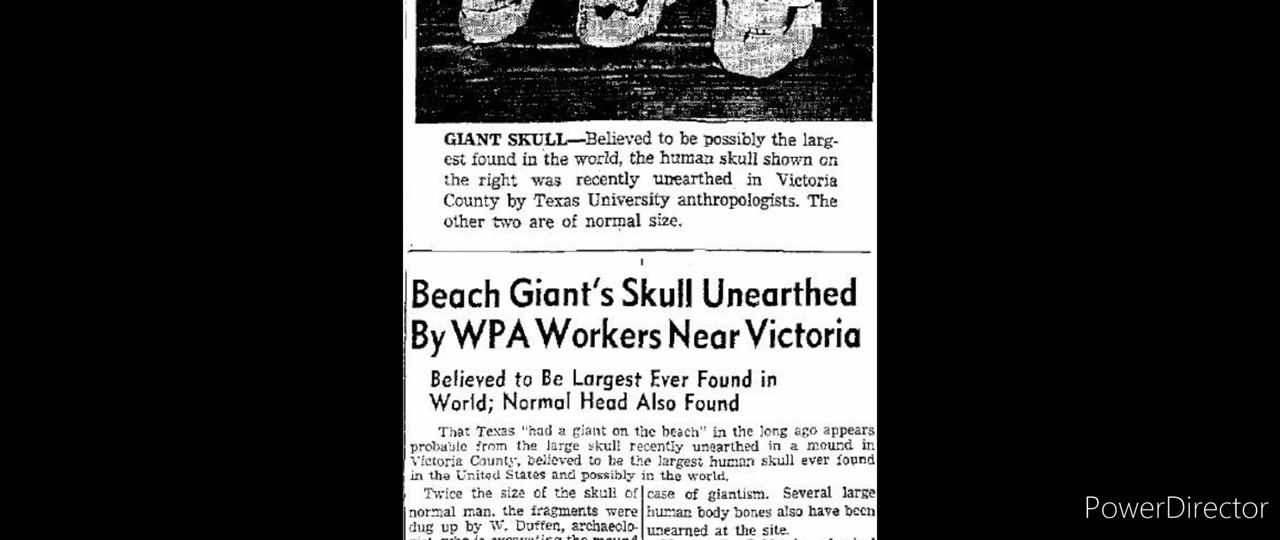 GIANT SKULL—Believed to be possibly the larg-
est found in the world, the human skull shown on
the right was recently unearthed in Victoria
County by Texas University anthropologists. The
other two are of normal size.
Beach Giant's Skull Unearthed
By WPA Workers Near Victoria
Believed to Be Largest Ever Found in
World; Normal Head Also Found
That Texas "had a giant on the beach" in the long ago appears
probable from the large skull recently unearthed in a mound in
Victoria County, believed to be the largest human skull ever found
in the United States and possibly in the world.
Twice the size of the skull of
normal man, the fragments were
dug up by W. Duffen, archaeolo-
case of giantism. Several large
human body bones also have been
unearned at the site.
PowerDirector